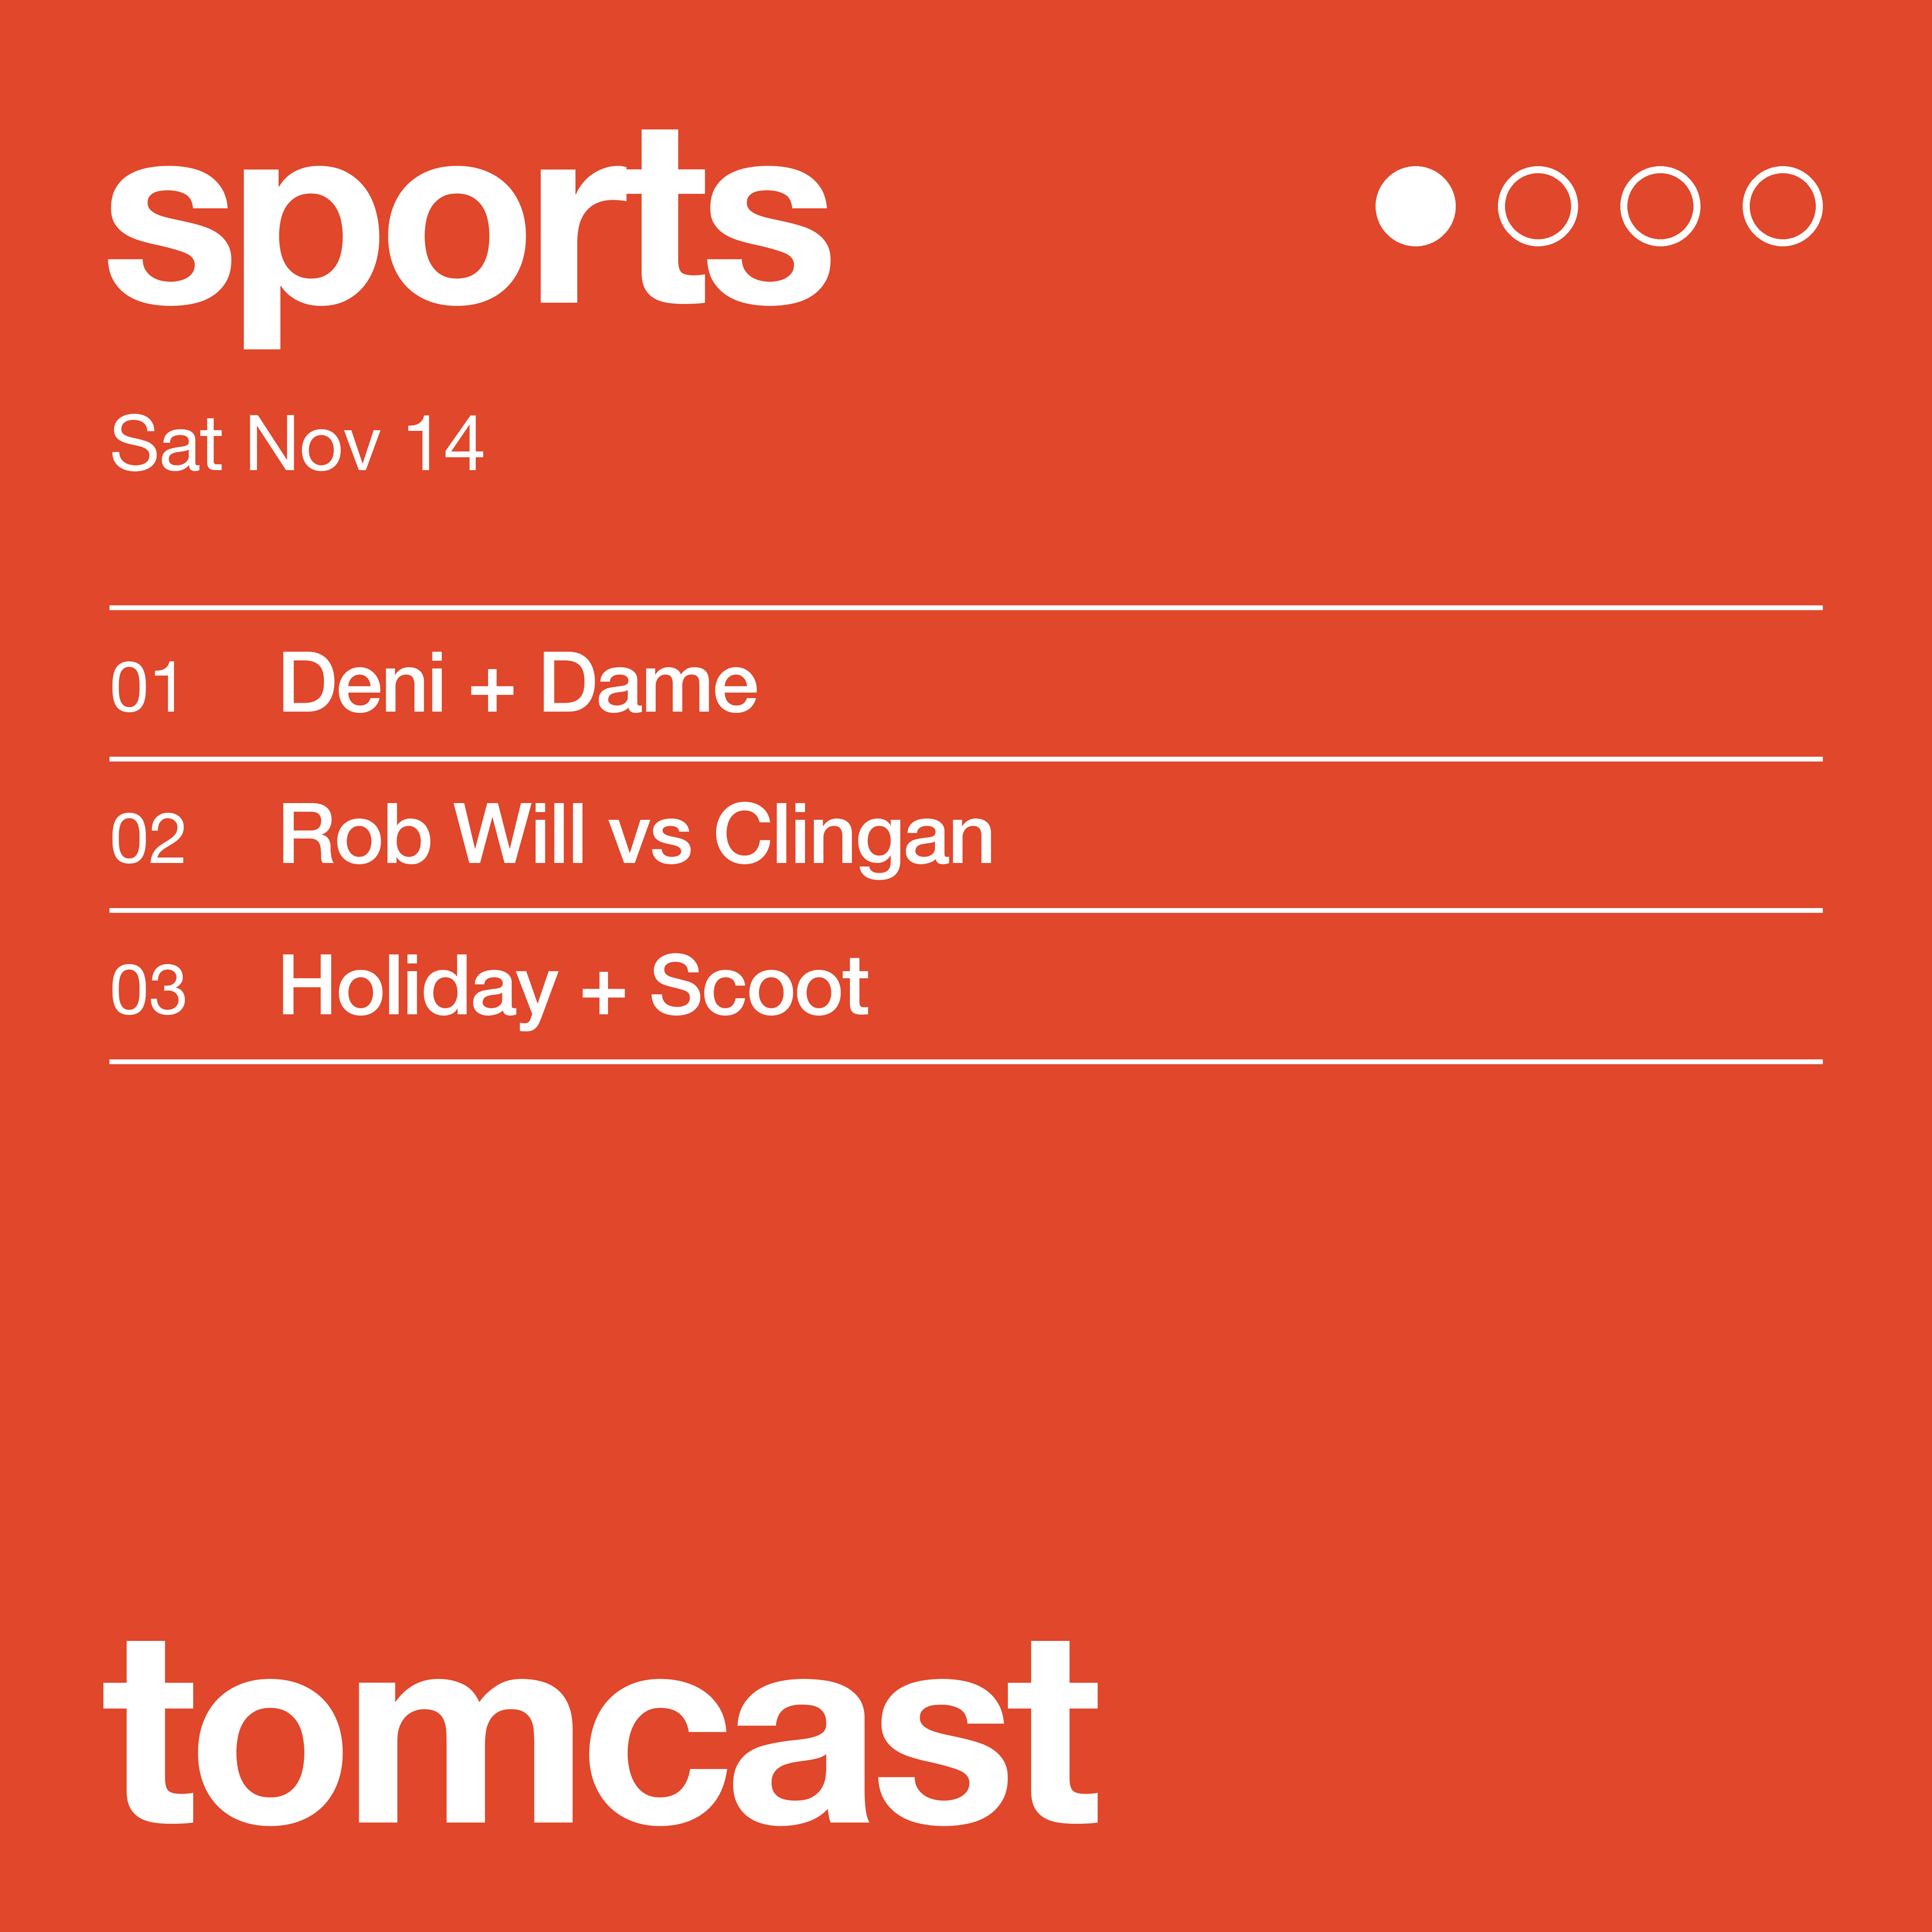 sports
Sat Nov 14
01 Deni + Dame
02 Rob Will vs Clingan
03 Holiday + Scoot
tomcast